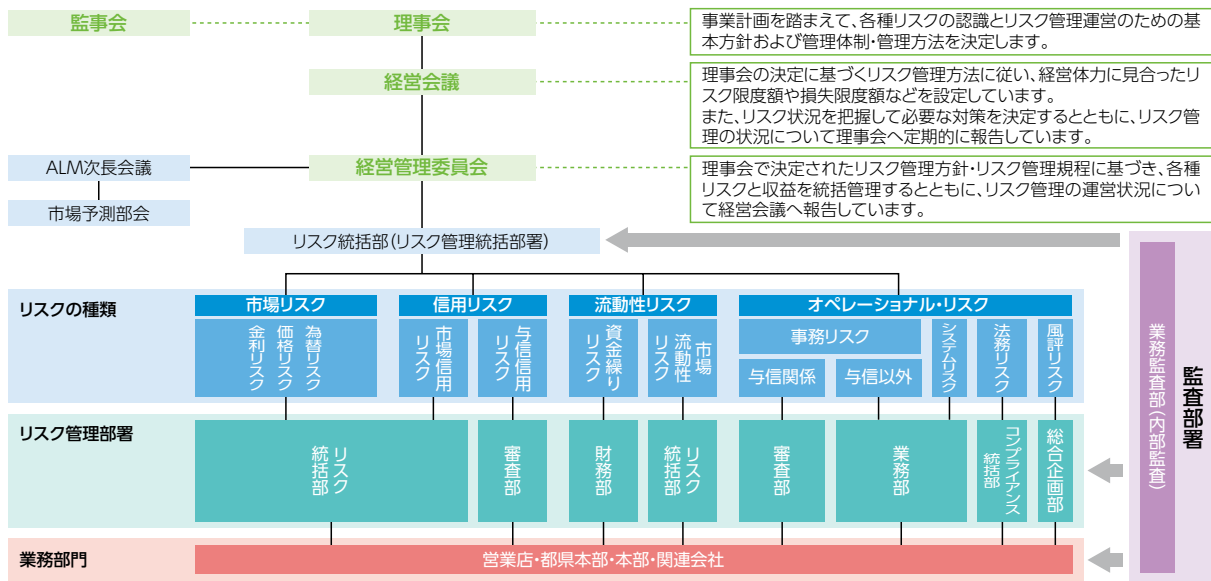 監事会
理事会
事業計画を踏まえて、各種リスクの認識とリスク管理運営のための基
本方針および管理体制・管理方法を決定します。
経営会議
理事会の決定に基づくリスク管理方法に従い、経営体力に見合ったリ
スク限度額や損失限度額などを設定しています。
また、リスク状況を把握して必要な対策を決定するとともに、リスク管
理の状況について理事会へ定期的に報告しています。
ALM次長会議
経営管理委員会
理事会で決定されたリスク管理方針・リスク管理規程に基づき、各種
リスクと収益を統括管理するとともに、リスク管理の運営状況につい
て経営会議へ報告しています。
市場予測部会
リスク統括部(リスク管理統括部署)
リスクの種類
市場リスク
信用リスク
流動性リスク
オペレーショナル・リスク
為替リスク
価格リスク
金利リスク
市場信用
リスク
与信信用
リスク
資金繰り
リスク
市場
流動性
リスク
事務リスク
与信関係
与信以外
システムリスク
法務リスク
風評リスク
リスク管理部署
リスク
統括部
審査部
財務部
リスク
統括部
審査部
業務部
コンプライアンス
統括部
総合企画部
業務部門
営業店・都県本部・本部・関連会社
監査部署
業務監査部(内部監査)